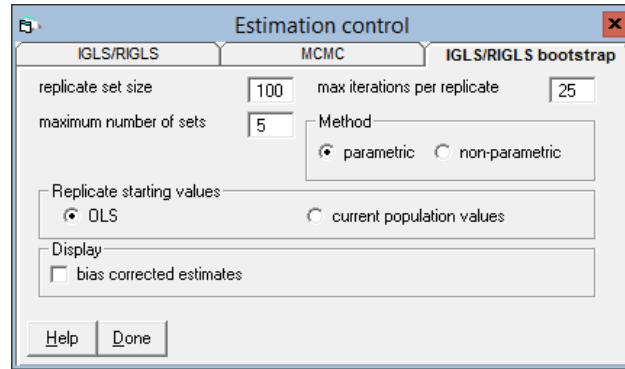 Estimation control
IGLS/RIGLS MCMC IGLS/RIGLS bootstrap
replicate set size 100 max iterations per replicate 25
maximum number of sets 5 Method
parametric non-parametric
Replicate starting values
OLS current population values
Display
bias corrected estimates
Help Done